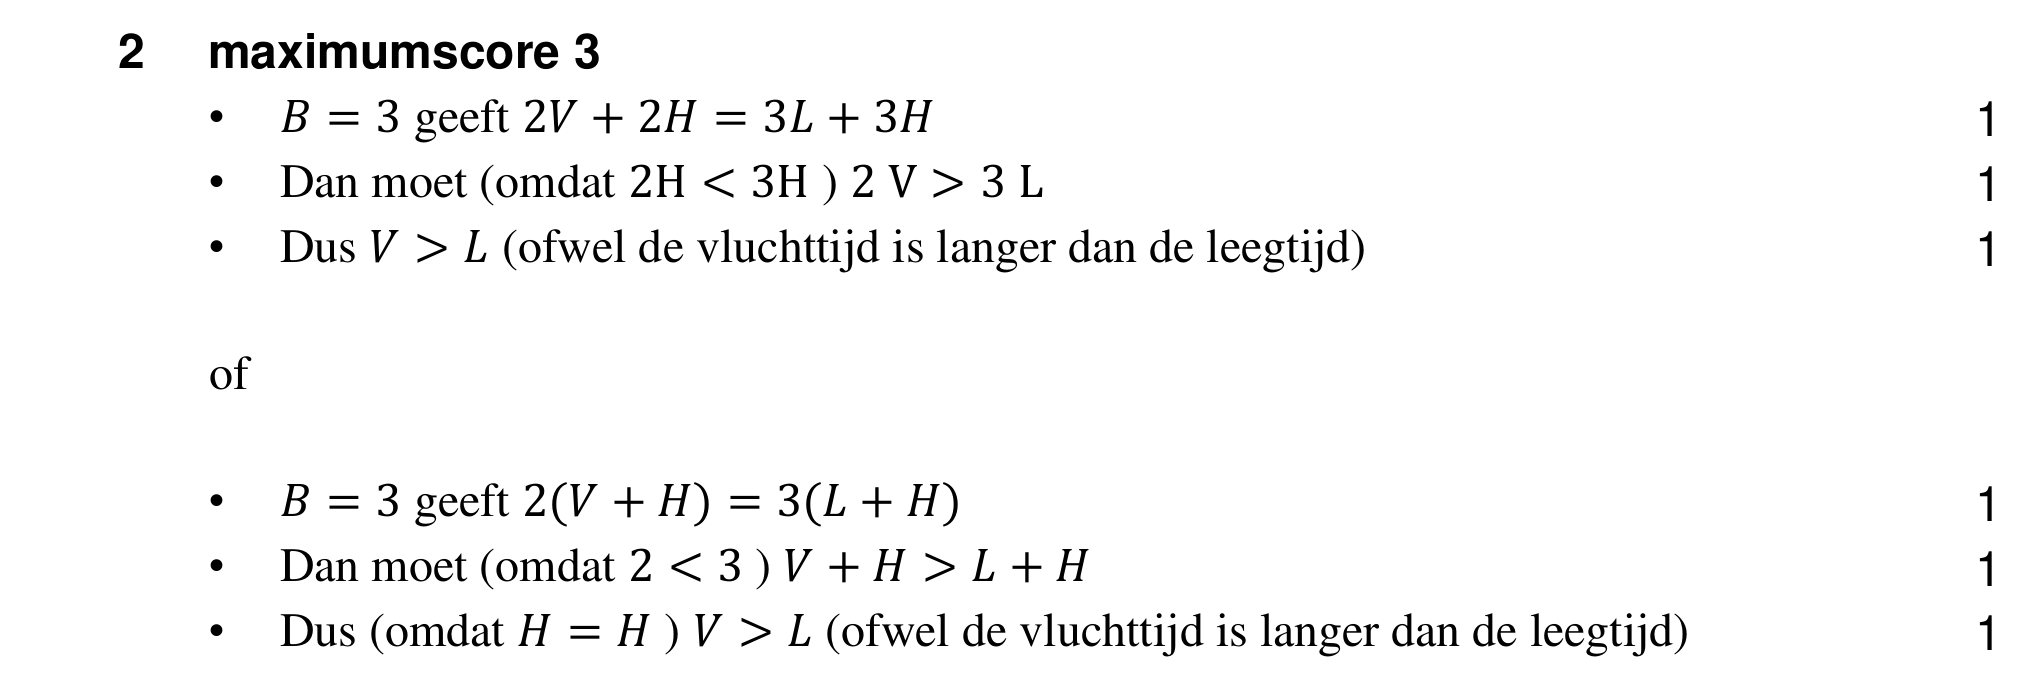 2 maximumscore 3
• B = 3 geeft 2V + 2H = 3L + 3H 1
• Dan moet (omdat 2H < 3H ) 2 V > 3 L 1
• Dus V > L (ofwel de vluchttijd is langer dan de leegtijd) 1
of
• B = 3 geeft 2(V + H) = 3(L + H) 1
• Dan moet (omdat 2 < 3 ) V + H > L + H 1
• Dus (omdat H = H ) V > L (ofwel de vluchttijd is langer dan de leegtijd) 1